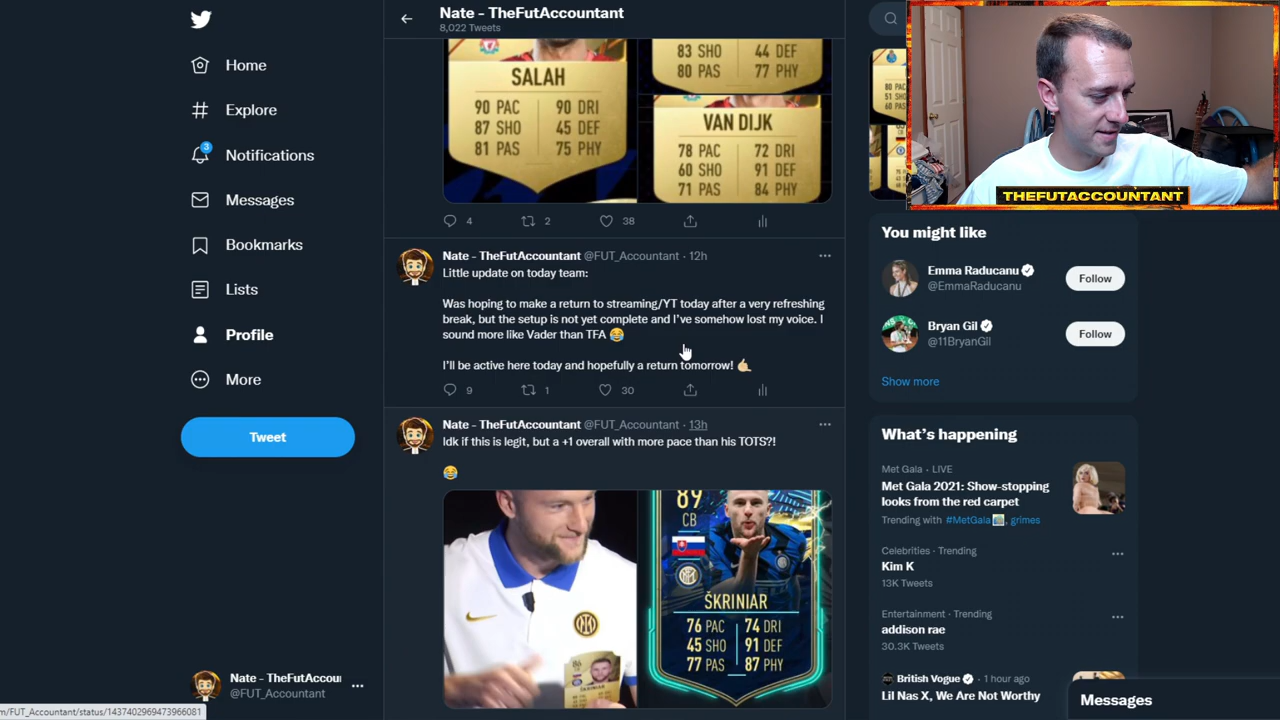 Nate - TheFutAccountant
8,022 Tweets
Home
Explore
3
Notifications
Messages
Bookmarks
Lists
Profile
More
Tweet
Nate - TheFutAccou
@FUT_Accountant
m/FUT_Accountant/status/1437402969473966081
SALAH
90 PAC 90 DRI
87 SHO 45 DEF
81 PAS 75 PHY
83 SHO 44 DEF
80 PAS 77 PHY
VAN DIJK
78 PAC 72 DRI
60 SHO 91 DEF
71 PAS 84 PHY
4 2 38
Nate - TheFutAccountant @FUT_Accountant · 12h
Little update on today team:
Was hoping to make a return to streaming/YT today after a very refreshing
break, but the setup is not yet complete and I've somehow lost my voice. I
sound more like Vader than TFA 😂
I'll be active here today and hopefully a return tomorrow! 🤙🏼
9 1 30
Nate - TheFutAccountant @FUT_Accountant · 13h
Idk if this is legit, but a +1 overall with more pace than his TOTS?!
😂
86
ŠKRINIAR
89
CB
ŠKRINIAR
76 PAC 74 DRI
45 SHO 91 DEF
77 PAS 87 PHY
THEFUTACCOUNTANT
You might like
Emma Raducanu
@EmmaRaducanu
Follow
Bryan Gil
@11BryanGil
Follow
Show more
What's happening
Met Gala · LIVE
Met Gala 2021: Show-stopping
looks from the red carpet
Trending with #MetGala, grimes
Celebrities · Trending
Kim K
13K Tweets
Entertainment · Trending
addison rae
30.3K Tweets
British Vogue · 1 hour ago
Lil Nas X, We Are Not Worthy
Messages